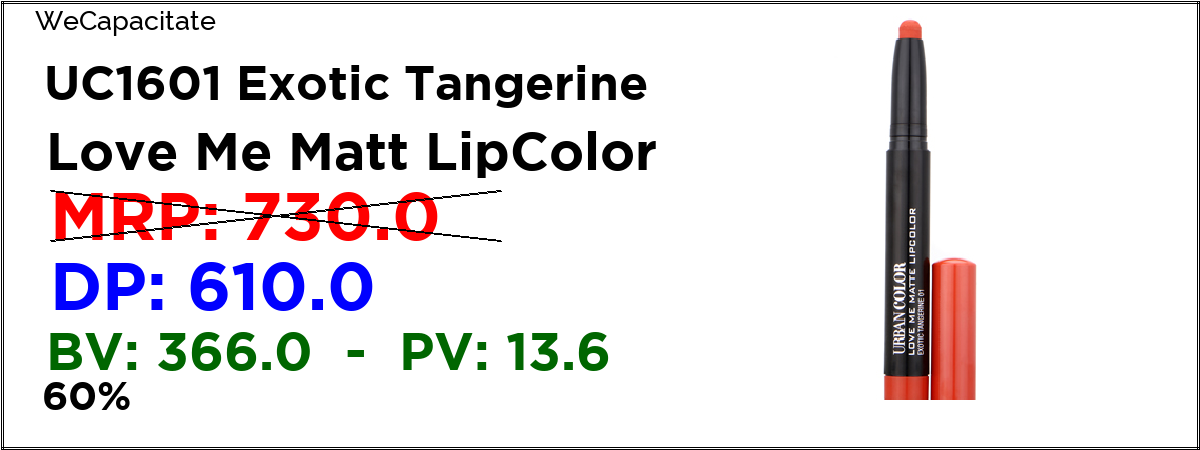 WeCapacitate
UC1601 Exotic Tangerine
Love Me Matt LipColor
MRP: 730.0
DP: 610.0
BV: 366.0 - PV: 13.6
60%
URBAN COLOR
LOVE ME MATTE LIPCOLOR
EXOTIC TANGERINE 01